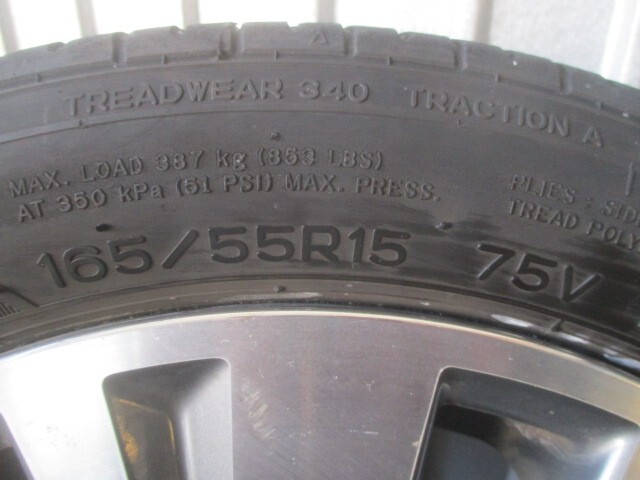 TREADWEAR 340 TRACTION A
MAX. LOAD 387 kg (853 LBS)
AT 350 kPa (51 PSI) MAX. PRESS.
PLIES : SID
TREAD POLY
165/55R15 75V